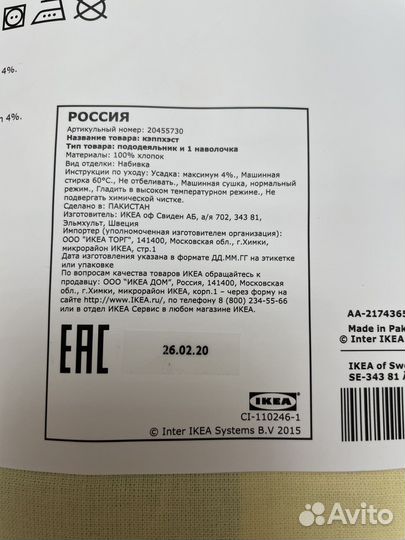 4%.
n 4%.
РОССИЯ
Артикульный номер: 20455730
Название товара: кэппхэст
Тип товара: пододеяльник и 1 наволочка
Материалы: 100% хлопок
Вид отделки: Набивка
Инструкции по уходу: Усадка: максимум 4%., Машинная
стирка 60°C., Не отбеливать., Машинная сушка, нормальный
режим., Гладить в высоком температурном режиме., Не
подвергать химической чистке.
Сделано в: ПАКИСТАН
Изготовитель: ИКЕА оф Свиден АБ, а/я 702, 343 81,
Эльмхульт, Швеция
Импортер (уполномоченная изготовителем организация):
ООО "ИКЕА ТОРГ", 141400, Московская обл., г.Химки,
микрорайон ИКЕА, стр.1
Дата изготовления указана в формате ДД.ММ.ГГ на этикетке
или упаковке
По вопросам качества товаров ИКЕА обращайтесь к
продавцу: ООО "ИКЕА ДОМ", Россия, 141400, Московская
обл., г.Химки, микрорайон ИКЕА, корп.1 – через форму на
сайте http://www.IKEA.ru/, по телефону 8 (800) 234-55-66
или в отдел ИКЕА Сервис в любом магазине ИКЕА.
EAC
26.02.20
IKEA
CI-110246-1
© Inter IKEA Systems B.V 2015
AA-2174365
Made in Pak
© Inter IKEA
IKEA of Swe
SE-343 81 Ä
Avito